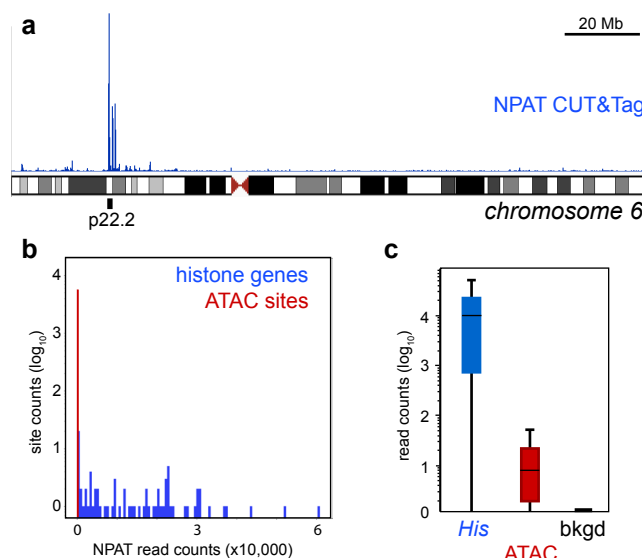 a
20 Mb
NPAT CUT&Tag
p22.2
chromosome 6
b
histone genes
ATAC sites
site counts (log10)
4
3
2
1
0
0 3 6
NPAT read counts (x10,000)
c
read counts (log10)
4
3
2
1
0
His bkgd
ATAC